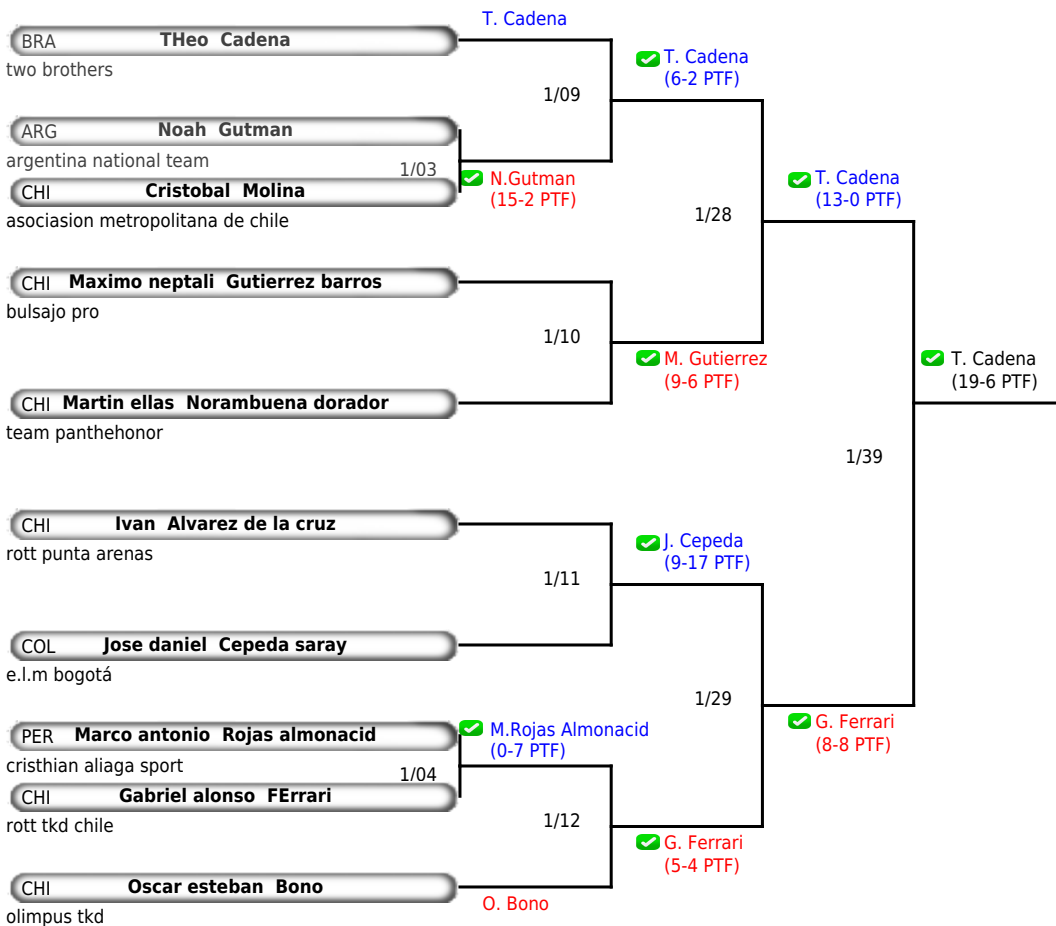 T. Cadena
BRA THeo Cadena
two brothers
1/09
T. Cadena
(6-2 PTF)
ARG Noah Gutman
argentina national team
1/03
CHI Cristobal Molina
asociasion metropolitana de chile
N.Gutman
(15-2 PTF)
1/28
T. Cadena
(13-0 PTF)
CHI Maximo neptali Gutierrez barros
bulsajo pro
1/10
M. Gutierrez
(9-6 PTF)
CHI Martin ellas Norambuena dorador
team panthehonor
T. Cadena
(19-6 PTF)
1/39
CHI Ivan Alvarez de la cruz
rott punta arenas
1/11
J. Cepeda
(9-17 PTF)
COL Jose daniel Cepeda saray
e.l.m bogotá
1/29
G. Ferrari
(8-8 PTF)
PER Marco antonio Rojas almonacid
cristhian aliaga sport
1/04
M.Rojas Almonacid
(0-7 PTF)
CHI Gabriel alonso FErrari
rott tkd chile
1/12
G. Ferrari
(5-4 PTF)
CHI Oscar esteban Bono
olimpus tkd
O. Bono